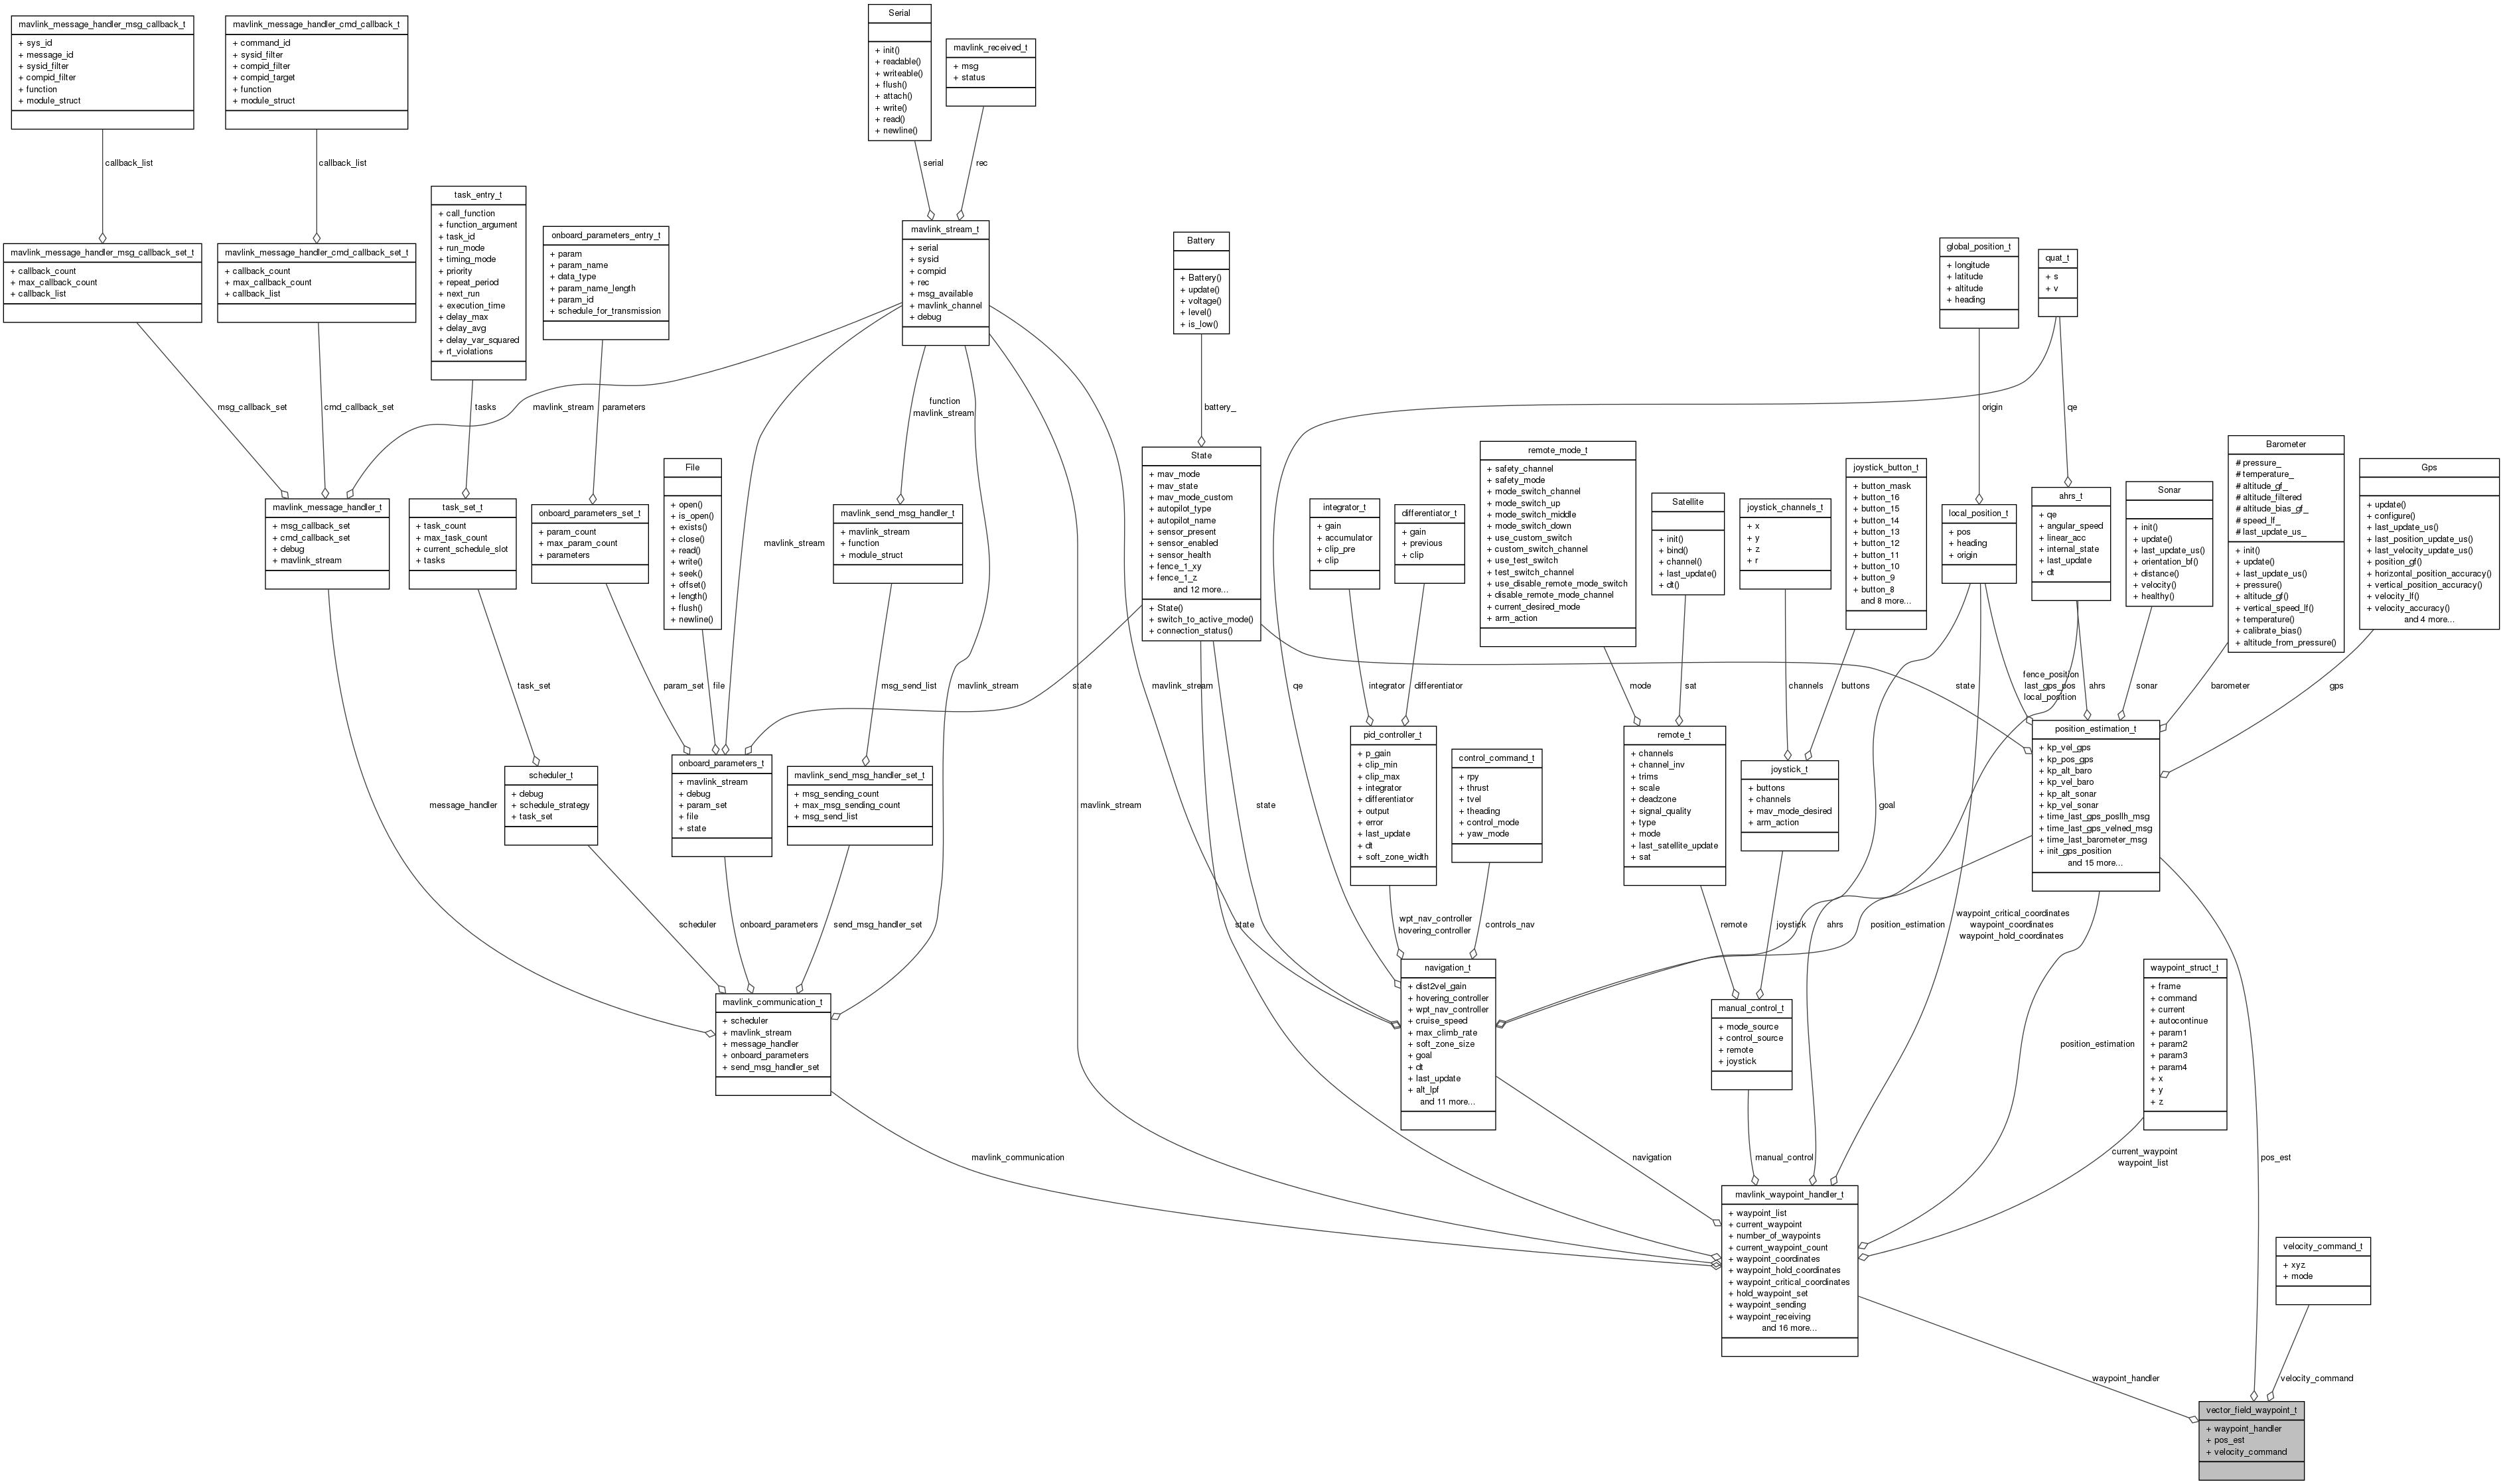 mavlink_message_handler_msg_callback_t
+ sys_id
+ message_id
+ sysid_filter
+ compid_filter
+ function
+ module_struct
mavlink_message_handler_cmd_callback_t
+ command_id
+ sysid_filter
+ compid_filter
+ compid_target
+ function
+ module_struct
Serial
+ init()
+ readable()
+ writeable()
+ flush()
+ attach()
+ write()
+ read()
+ newline()
mavlink_received_t
+ msg
+ status
callback_list
callback_list
serial
rec
task_entry_t
+ call_function
+ function_argument
+ task_id
+ run_mode
+ timing_mode
+ priority
+ repeat_period
+ next_run
+ execution_time
+ delay_max
+ delay_avg
+ delay_var_squared
+ rt_violations
mavlink_message_handler_msg_callback_set_t
+ callback_count
+ max_callback_count
+ callback_list
mavlink_message_handler_cmd_callback_set_t
+ callback_count
+ max_callback_count
+ callback_list
onboard_parameters_entry_t
+ param
+ param_name
+ data_type
+ param_name_length
+ param_id
+ schedule_for_transmission
mavlink_stream_t
+ serial
+ sysid
+ compid
+ rec
+ msg_available
+ mavlink_channel
+ debug
Battery
+ Battery()
+ update()
+ voltage()
+ level()
+ is_low()
global_position_t
+ longitude
+ latitude
+ altitude
+ heading
quat_t
+ s
+ v
msg_callback_set
cmd_callback_set
tasks
mavlink_stream
parameters
function
mavlink_stream
battery_
origin
qe
mavlink_message_handler_t
+ msg_callback_set
+ cmd_callback_set
+ debug
+ mavlink_stream
task_set_t
+ task_count
+ max_task_count
+ current_schedule_slot
+ tasks
onboard_parameters_set_t
+ param_count
+ max_param_count
+ parameters
File
+ open()
+ is_open()
+ exists()
+ close()
+ read()
+ write()
+ seek()
+ offset()
+ length()
+ flush()
+ newline()
mavlink_stream
mavlink_send_msg_handler_t
+ mavlink_stream
+ function
+ module_struct
State
+ mav_mode
+ mav_state
+ mav_mode_custom
+ autopilot_type
+ autopilot_name
+ sensor_present
+ sensor_enabled
+ sensor_health
+ fence_1_xy
+ fence_1_z
and 12 more...
+ State()
+ switch_to_active_mode()
+ connection_status()
integrator_t
+ gain
+ accumulator
+ clip_pre
+ clip
differentiator_t
+ gain
+ previous
+ clip
remote_mode_t
+ safety_channel
+ safety_mode
+ mode_switch_channel
+ mode_switch_up
+ mode_switch_middle
+ mode_switch_down
+ use_custom_switch
+ custom_switch_channel
+ use_test_switch
+ test_switch_channel
+ use_disable_remote_mode_switch
+ disable_remote_mode_channel
+ current_desired_mode
+ arm_action
Satellite
+ init()
+ bind()
+ channel()
+ last_update()
+ dt()
joystick_channels_t
+ x
+ y
+ z
+ r
joystick_button_t
+ button_mask
+ button_16
+ button_15
+ button_14
+ button_13
+ button_12
+ button_11
+ button_10
+ button_9
+ button_8
and 8 more...
local_position_t
+ pos
+ heading
+ origin
ahrs_t
+ qe
+ angular_speed
+ linear_acc
+ internal_state
+ last_update
+ dt
Sonar
+ init()
+ update()
+ last_update_us()
+ orientation_bf()
+ distance()
+ velocity()
+ healthy()
Barometer
# pressure_
# temperature_
# altitude_gf_
# altitude_filtered
# altitude_bias_gf_
# speed_lf_
# last_update_us_
+ init()
+ update()
+ last_update_us()
+ pressure()
+ altitude_gf()
+ vertical_speed_lf()
+ temperature()
+ calibrate_bias()
+ altitude_from_pressure()
Gps
+ update()
+ configure()
+ last_update_us()
+ last_position_update_us()
+ last_velocity_update_us()
+ position_gf()
+ horizontal_position_accuracy()
+ vertical_position_accuracy()
+ velocity_lf()
+ velocity_accuracy()
and 4 more...
task_set
param_set
file
msg_send_list
mavlink_stream
state
mavlink_stream
qe
integrator
differentiator
mode
sat
channels
buttons
state
fence_position
last_gps_pos
local_position
ahrs
sonar
barometer
gps
message_handler
scheduler_t
+ debug
+ schedule_strategy
+ task_set
onboard_parameters_t
+ mavlink_stream
+ debug
+ param_set
+ file
+ state
mavlink_send_msg_handler_set_t
+ msg_sending_count
+ max_msg_sending_count
+ msg_send_list
mavlink_stream
state
pid_controller_t
+ p_gain
+ clip_min
+ clip_max
+ integrator
+ differentiator
+ output
+ error
+ last_update
+ dt
+ soft_zone_width
control_command_t
+ rpy
+ thrust
+ tvel
+ theading
+ control_mode
+ yaw_mode
remote_t
+ channels
+ channel_inv
+ trims
+ scale
+ deadzone
+ signal_quality
+ type
+ mode
+ last_satellite_update
+ sat
joystick_t
+ buttons
+ channels
+ mav_mode_desired
+ arm_action
goal
position_estimation_t
+ kp_vel_gps
+ kp_pos_gps
+ kp_alt_baro
+ kp_vel_baro
+ kp_alt_sonar
+ kp_vel_sonar
+ time_last_gps_posllh_msg
+ time_last_gps_velned_msg
+ time_last_barometer_msg
+ init_gps_position
and 15 more...
scheduler
onboard_parameters
send_msg_handler_set
state
wpt_nav_controller
hovering_controller
controls_nav
remote
joystick
ahrs
position_estimation
waypoint_critical_coordinates
waypoint_coordinates
waypoint_hold_coordinates
mavlink_communication_t
+ scheduler
+ mavlink_stream
+ message_handler
+ onboard_parameters
+ send_msg_handler_set
navigation_t
+ dist2vel_gain
+ hovering_controller
+ wpt_nav_controller
+ cruise_speed
+ max_climb_rate
+ soft_zone_size
+ goal
+ dt
+ last_update
+ alt_lpf
and 11 more...
manual_control_t
+ mode_source
+ control_source
+ remote
+ joystick
position_estimation
waypoint_struct_t
+ frame
+ command
+ current
+ autocontinue
+ param1
+ param2
+ param3
+ param4
+ x
+ y
+ z
mavlink_communication
navigation
manual_control
current_waypoint
waypoint_list
pos_est
mavlink_waypoint_handler_t
+ waypoint_list
+ current_waypoint
+ number_of_waypoints
+ current_waypoint_count
+ waypoint_coordinates
+ waypoint_hold_coordinates
+ waypoint_critical_coordinates
+ hold_waypoint_set
+ waypoint_sending
+ waypoint_receiving
and 16 more...
velocity_command_t
+ xyz
+ mode
waypoint_handler
velocity_command
vector_field_waypoint_t
+ waypoint_handler
+ pos_est
+ velocity_command